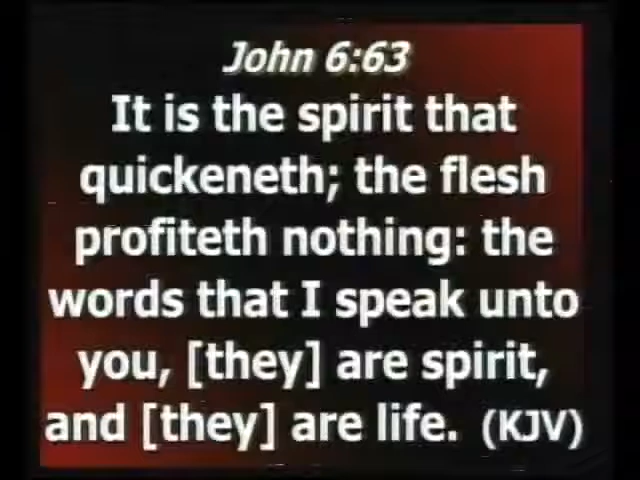 John 6:63
It is the spirit that
quickeneth; the flesh
profiteth nothing: the
words that I speak unto
you, [they] are spirit,
and [they] are life. (KJV)